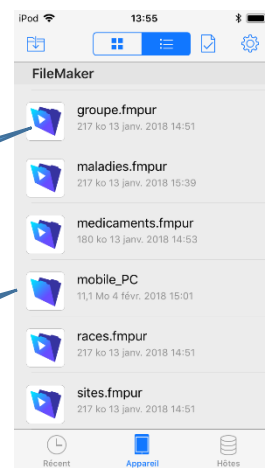 iPod 13:55
FileMaker
groupe.fmpur
217 ko 13 janv. 2018 14:51
maladies.fmpur
217 ko 13 janv. 2018 15:39
medicaments.fmpur
180 ko 13 janv. 2018 14:53
mobile_PC
11,1 Mo 4 févr. 2018 15:01
races.fmpur
217 ko 13 janv. 2018 14:51
sites.fmpur
217 ko 13 janv. 2018 14:51
Récent Appareil Hôtes